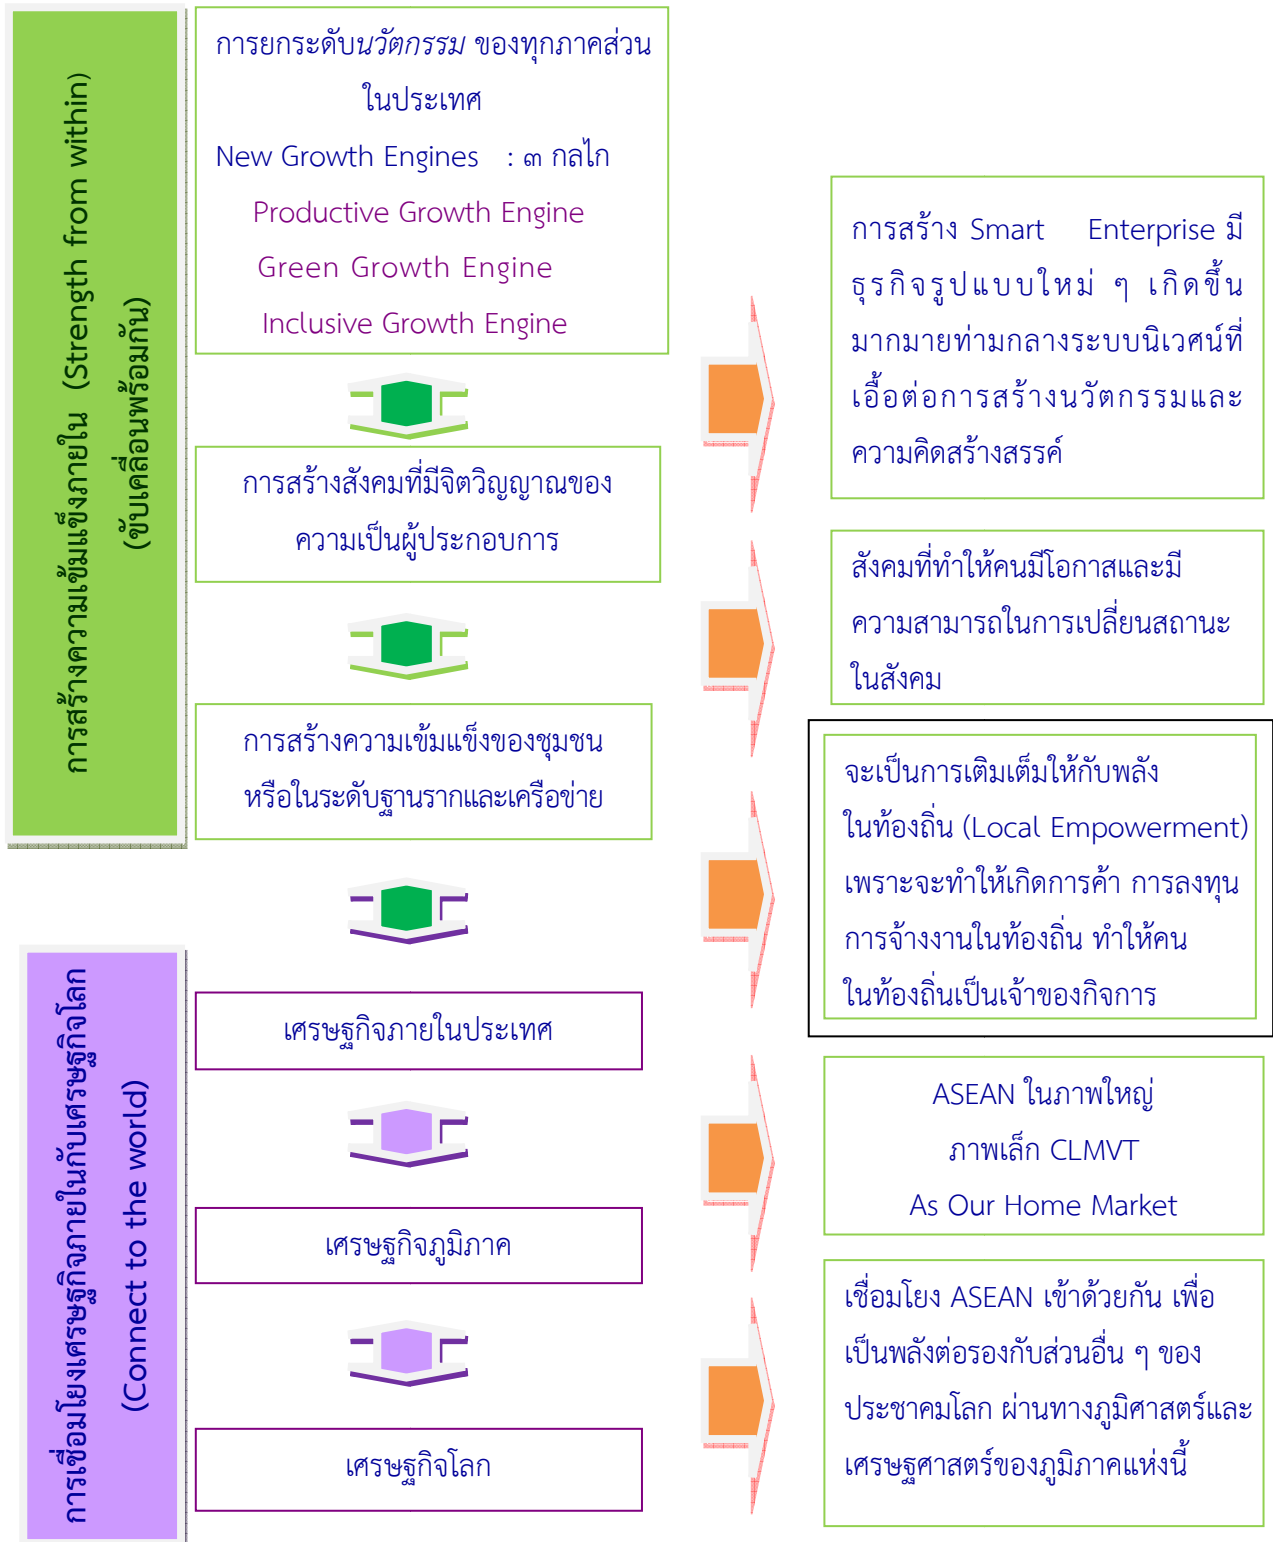 การสร้างความเข้มแข็งภายใน (Strength from within)
(ขับเคลื่อนพร้อมกัน)
การยกระดับนวัตกรรม ของทุกภาคส่วน
ในประเทศ
New Growth Engines : ๓ กลไก
Productive Growth Engine
Green Growth Engine
Inclusive Growth Engine
การสร้าง Smart Enterprise มี
ธุรกิจรูปแบบใหม่ ๆ เกิดขึ้น
มากมายท่ามกลางระบบนิเวศน์ที่
เอื้อต่อการสร้างนวัตกรรมและ
ความคิดสร้างสรรค์
การสร้างสังคมที่มีจิตวิญญาณของ
ความเป็นผู้ประกอบการ
สังคมที่ทำให้คนมีโอกาสและมี
ความสามารถในการเปลี่ยนสถานะ
ในสังคม
การสร้างความเข้มแข็งของชุมชน
หรือในระดับฐานรากและเครือข่าย
จะเป็นการเติมเต็มให้กับพลัง
ในท้องถิ่น (Local Empowerment)
เพราะจะทำให้เกิดการค้า การลงทุน
การจ้างงานในท้องถิ่น ทำให้คน
ในท้องถิ่นเป็นเจ้าของกิจการ
การเชื่อมโยงเศรษฐกิจภายในกับเศรษฐกิจโลก
(Connect to the world)
เศรษฐกิจภายในประเทศ
ASEAN ในภาพใหญ่
ภาพเล็ก CLMVT
As Our Home Market
เศรษฐกิจภูมิภาค
เชื่อมโยง ASEAN เข้าด้วยกัน เพื่อ
เป็นพลังต่อรองกับส่วนอื่น ๆ ของ
ประชาคมโลก ผ่านทางภูมิศาสตร์และ
เศรษฐศาสตร์ของภูมิภาคแห่งนี้
เศรษฐกิจโลก